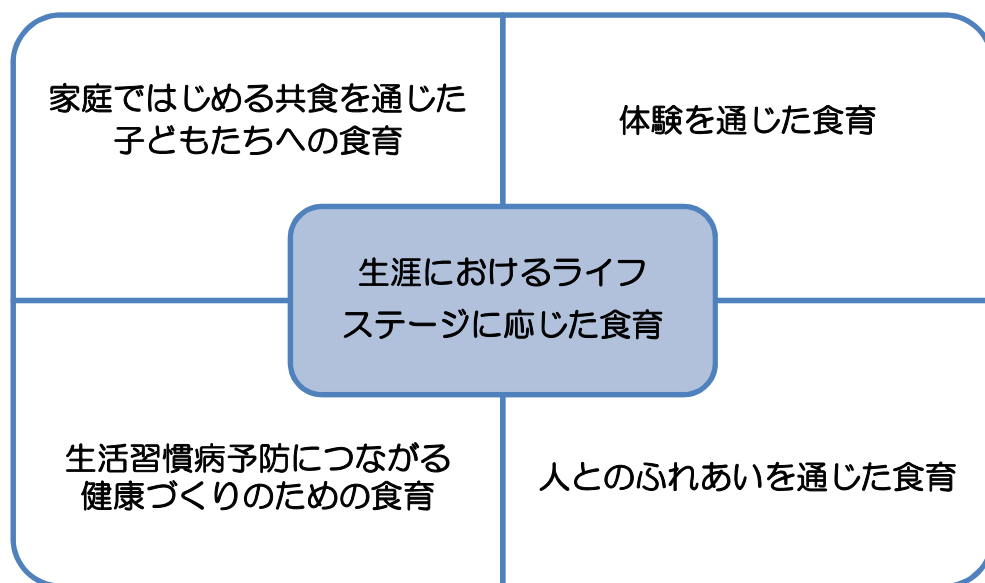 家庭ではじめる共食を通じた
子どもたちへの食育
体験を通じた食育
生涯におけるライフ
ステージに応じた食育
生活習慣病予防につながる
健康づくりのための食育
人とのふれあいを通じた食育